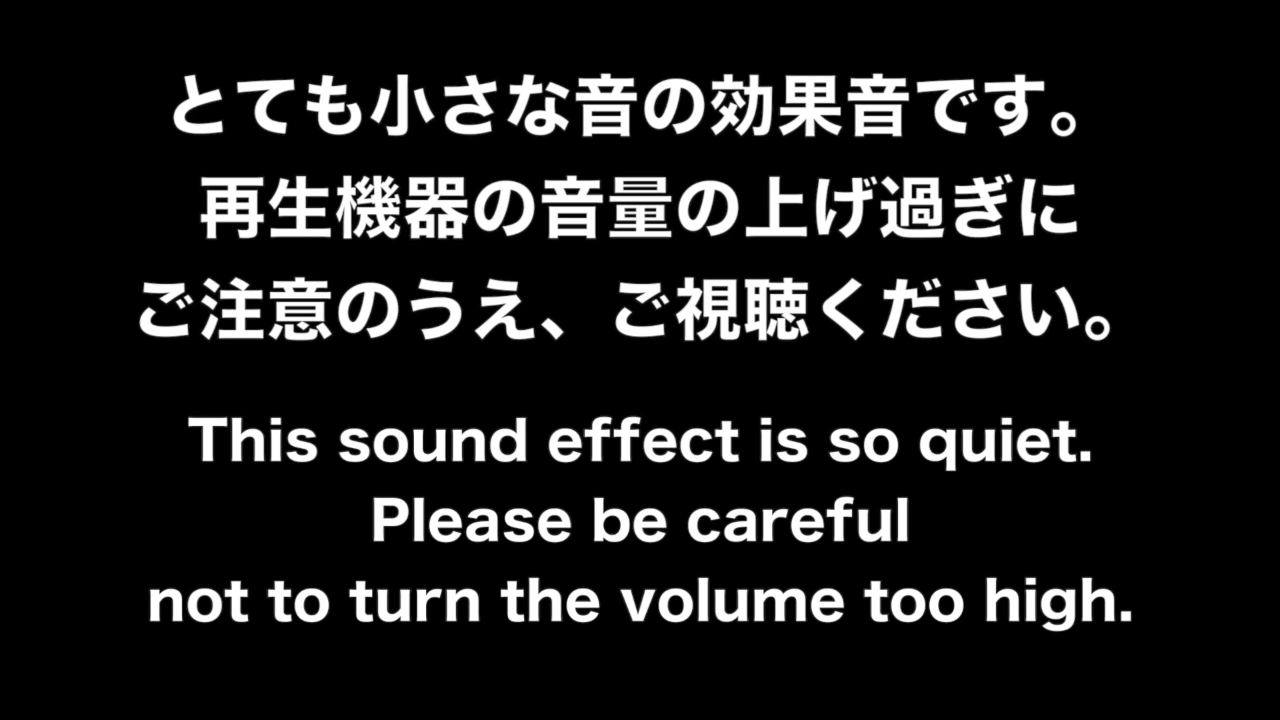 とても小さな音の効果音です。
再生機器の音量の上げ過ぎに
ご注意のうえ、ご視聴ください。
This sound effect is so quiet.
Please be careful
not to turn the volume too high.